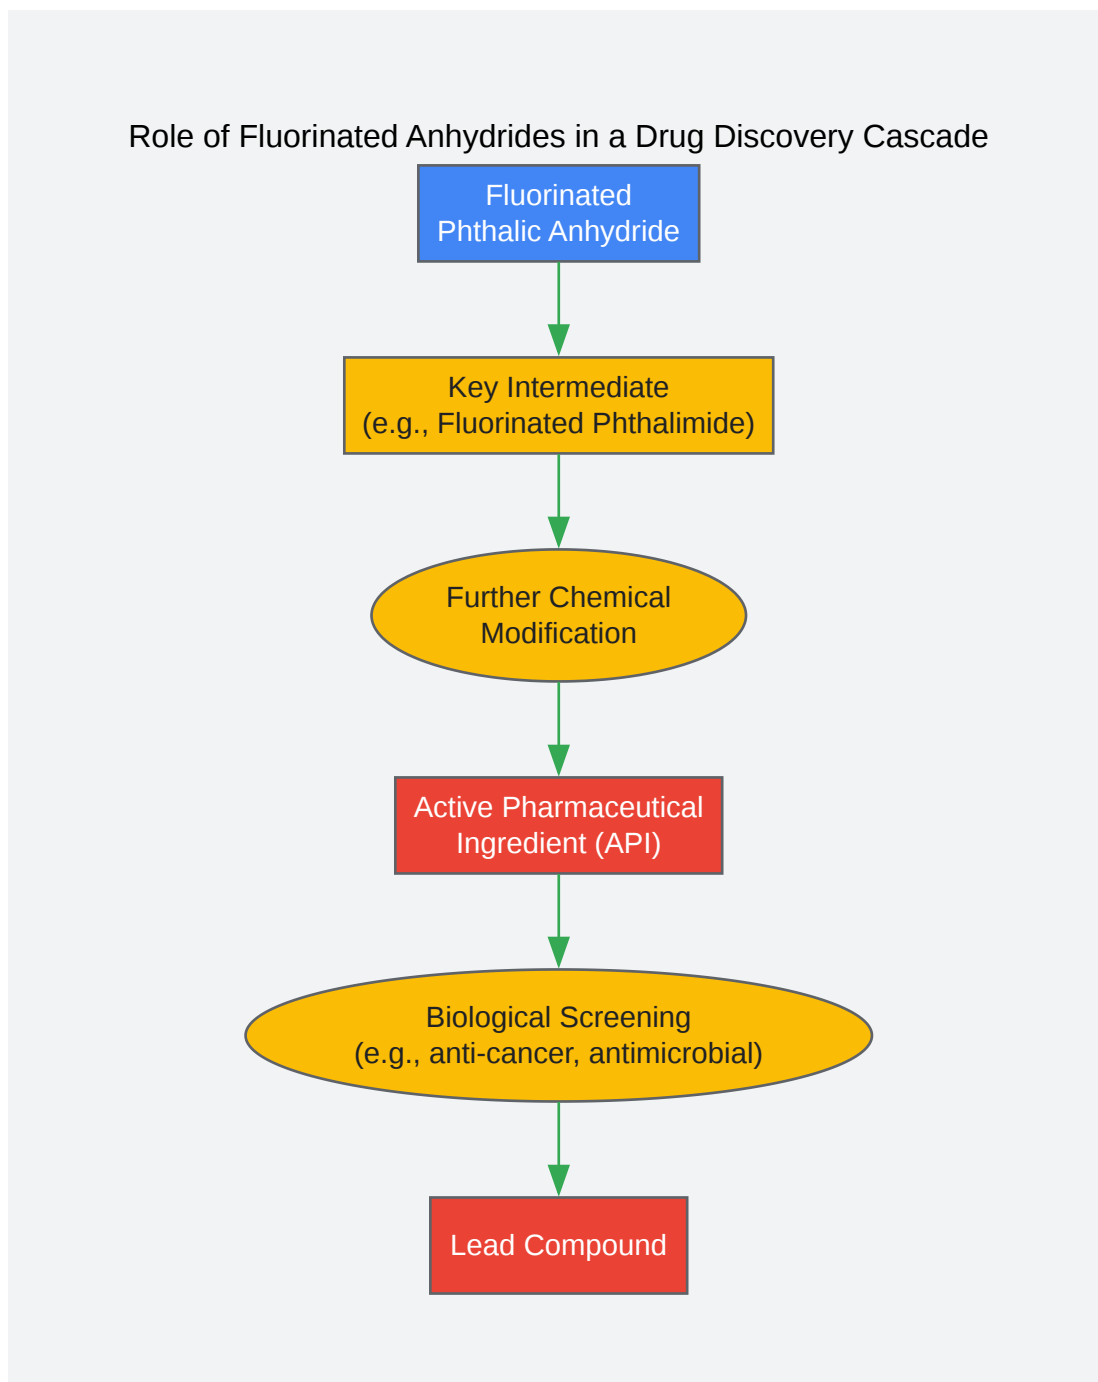 Role of Fluorinated Anhydrides in a Drug Discovery Cascade
Fluorinated
Phthalic Anhydride
Key Intermediate
(e.g., Fluorinated Phthalimide)
Further Chemical
Modification
Active Pharmaceutical
Ingredient (API)
Biological Screening
(e.g., anti-cancer, antimicrobial)
Lead Compound